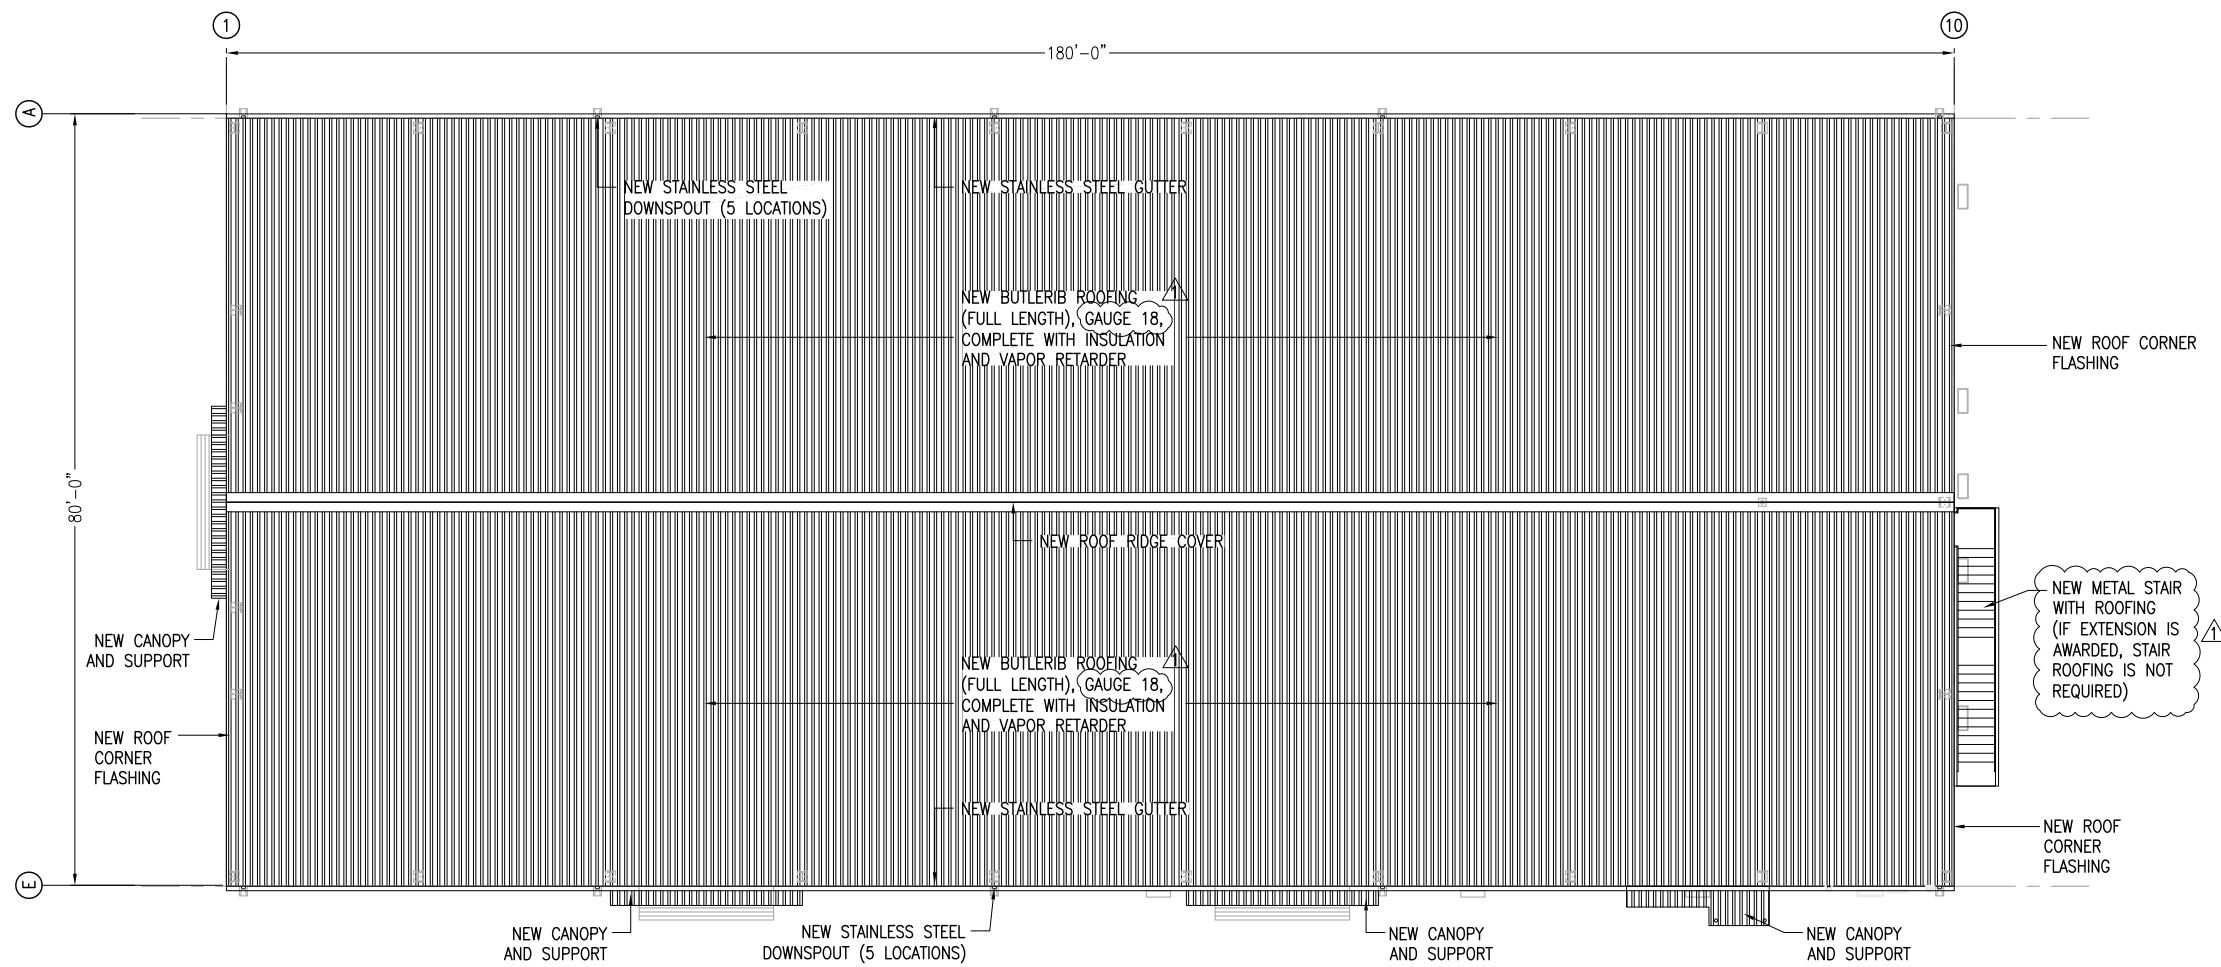 1
10
180'-0"
A
NEW STAINLESS STEEL
DOWNSPOUT (5 LOCATIONS)
NEW STAINLESS STEEL GUTTER
NEW BUTLERIB ROOFING
(FULL LENGTH), GAUGE 18,
COMPLETE WITH INSULATION
AND VAPOR RETARDER
1
NEW ROOF CORNER
FLASHING
80'-0"
NEW ROOF RIDGE COVER
NEW METAL STAIR
WITH ROOFING
(IF EXTENSION IS
AWARDED, STAIR
ROOFING IS NOT
REQUIRED)
1
NEW CANOPY
AND SUPPORT
NEW BUTLERIB ROOFING
(FULL LENGTH), GAUGE 18,
COMPLETE WITH INSULATION
AND VAPOR RETARDER
1
NEW ROOF
CORNER
FLASHING
NEW STAINLESS STEEL GUTTER
NEW ROOF
CORNER
FLASHING
E
NEW CANOPY
AND SUPPORT
NEW STAINLESS STEEL
DOWNSPOUT (5 LOCATIONS)
NEW CANOPY
AND SUPPORT
NEW CANOPY
AND SUPPORT